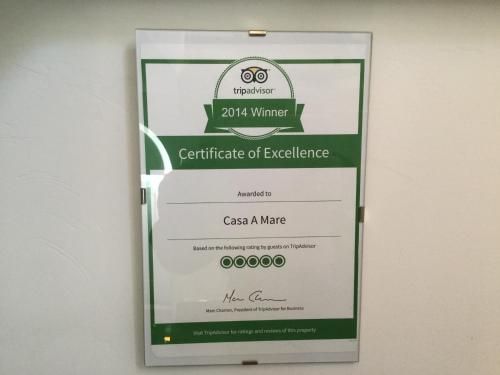 tripadvisor
2014 Winner
Certificate of Excellence
Awarded to
Casa A Mare
Based on the following rating by guests on TripAdvisor
Marc Charron, President of TripAdvisor for Business
Visit TripAdvisor for ratings and reviews of this property